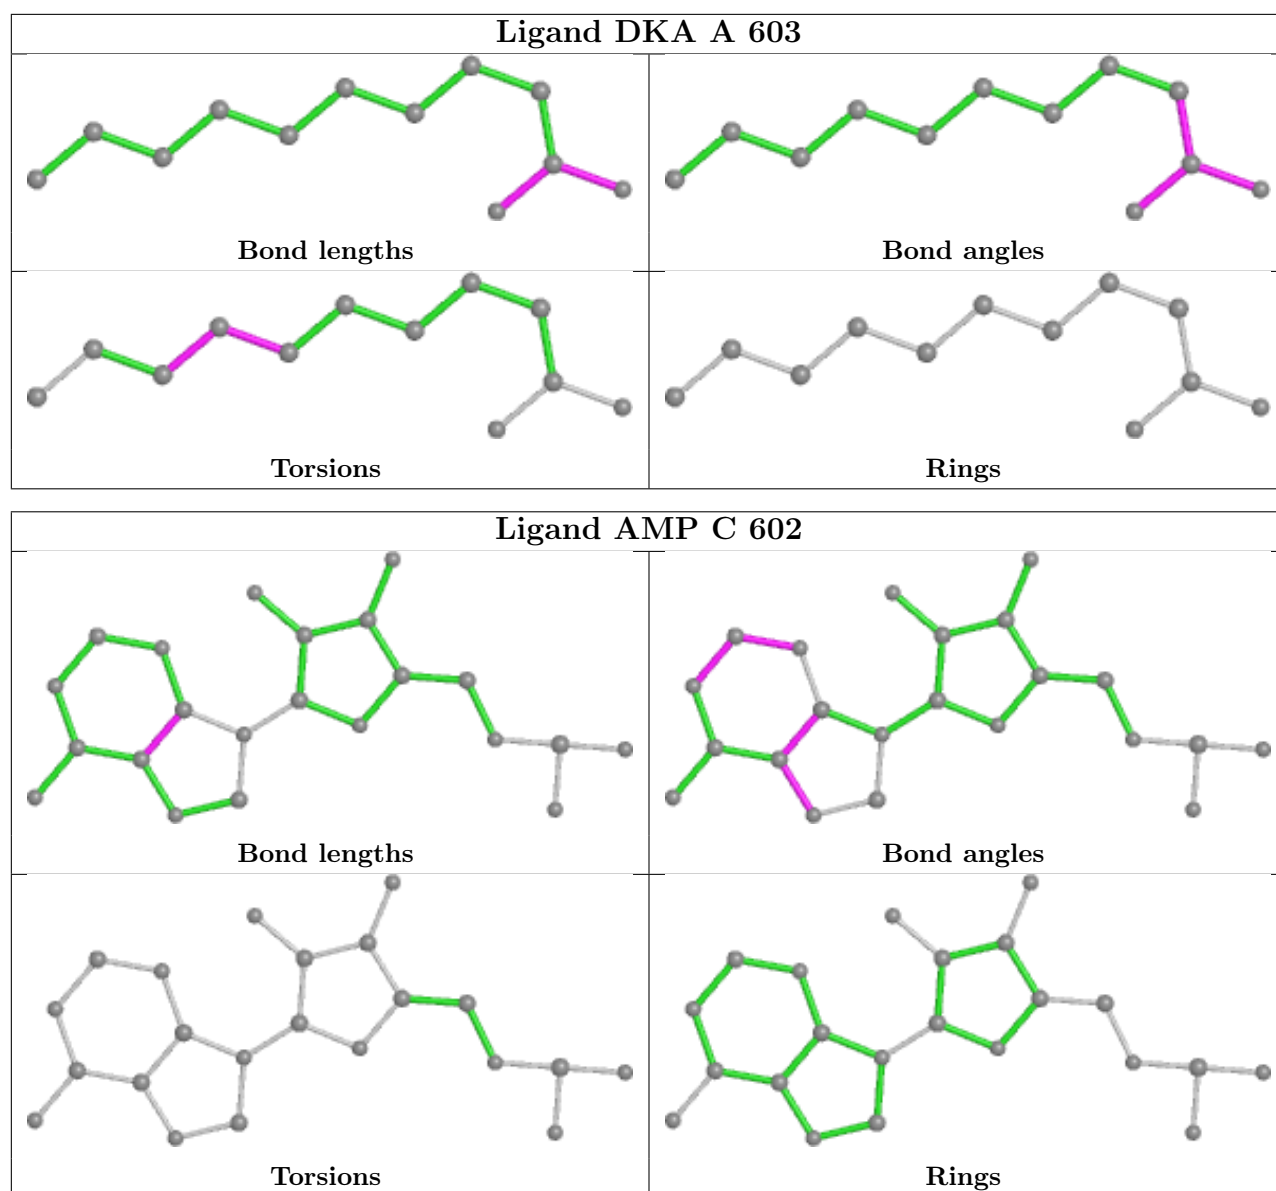 Ligand DKA A 603
Bond lengths
Bond angles
Torsions
Rings
Ligand AMP C 602
Bond lengths
Bond angles
Torsions
Rings